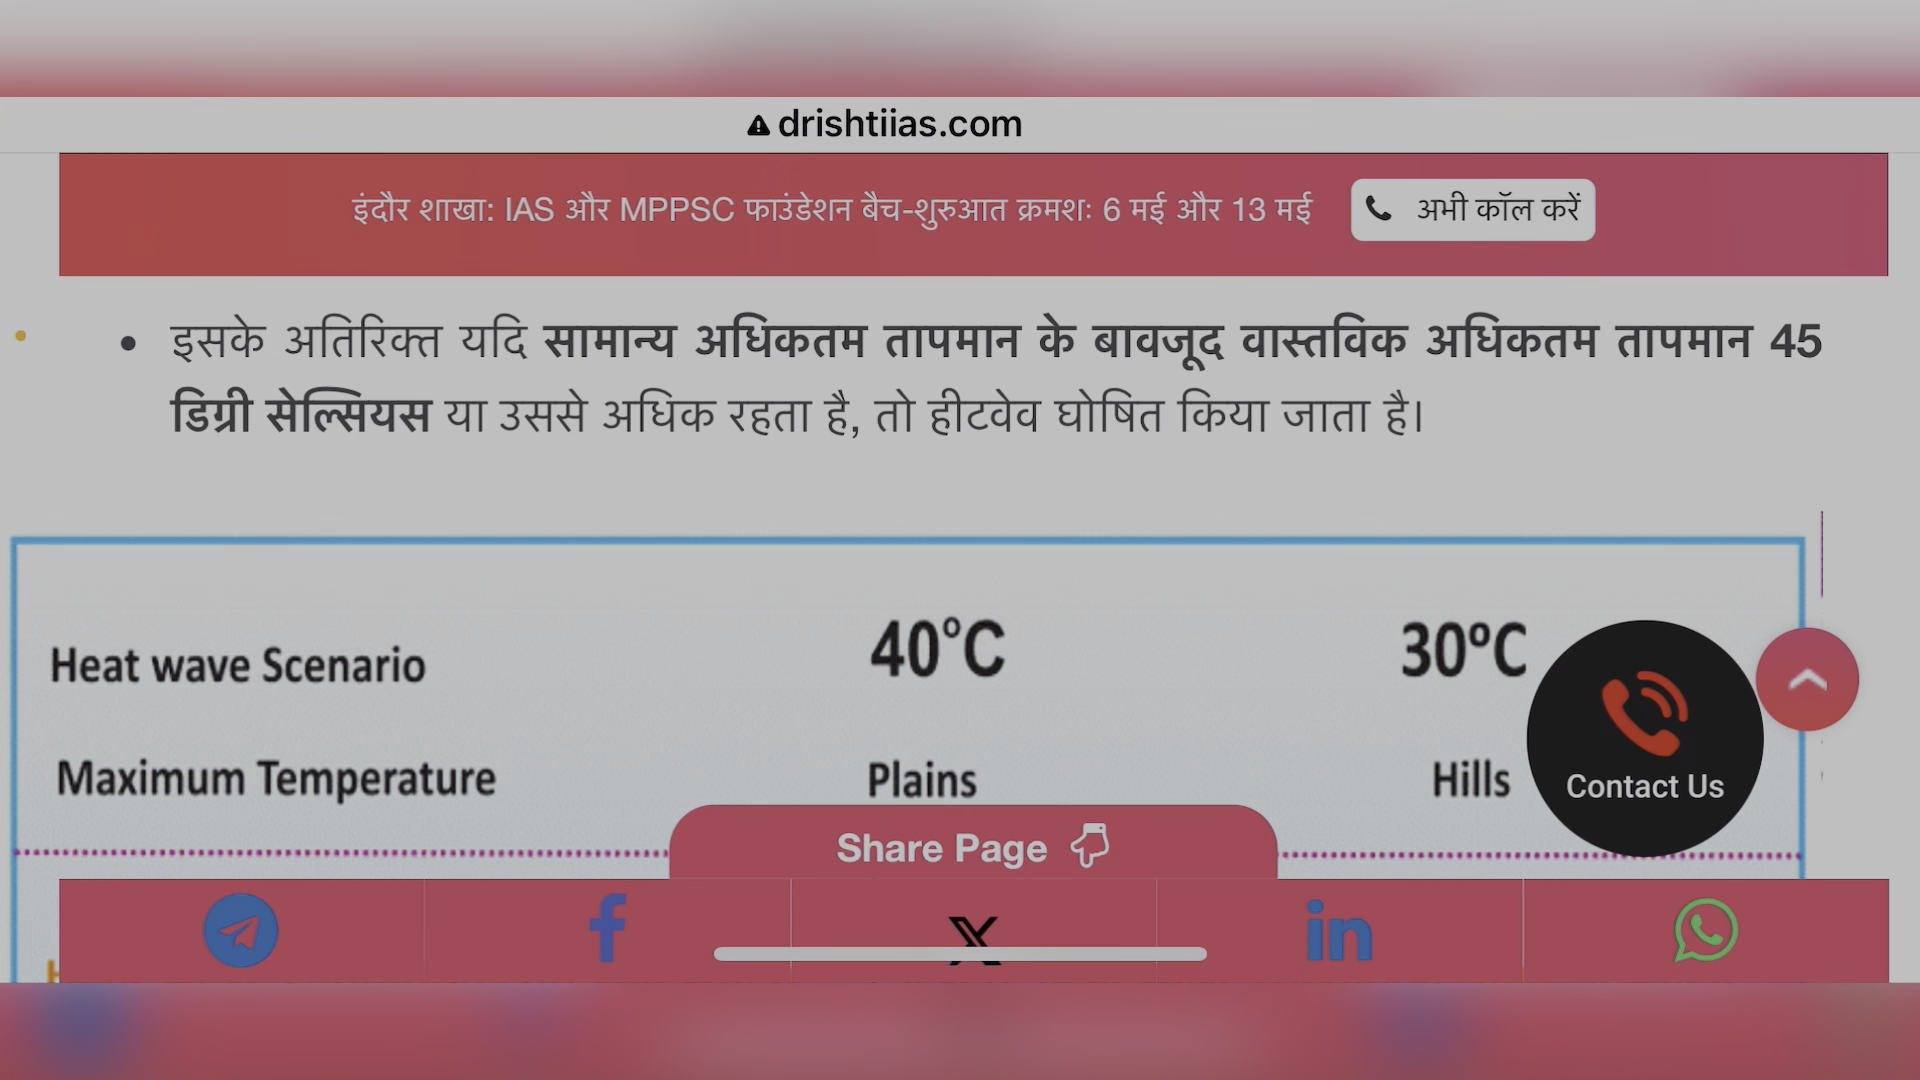 drishtiias.com
इंदौर शाखा: IAS और MPPSC फाउंडेशन बैच-शुरुआत क्रमशः 6 मई और 13 मई
अभी कॉल करें
इसके अतिरिक्त यदि सामान्य अधिकतम तापमान के बावजूद वास्तविक अधिकतम तापमान 45
डिग्री सेल्सियस या उससे अधिक रहता है, तो हीटवेव घोषित किया जाता है।
Heat wave Scenario 40°C 30°C
Maximum Temperature Plains Hills
Contact Us
Share Page